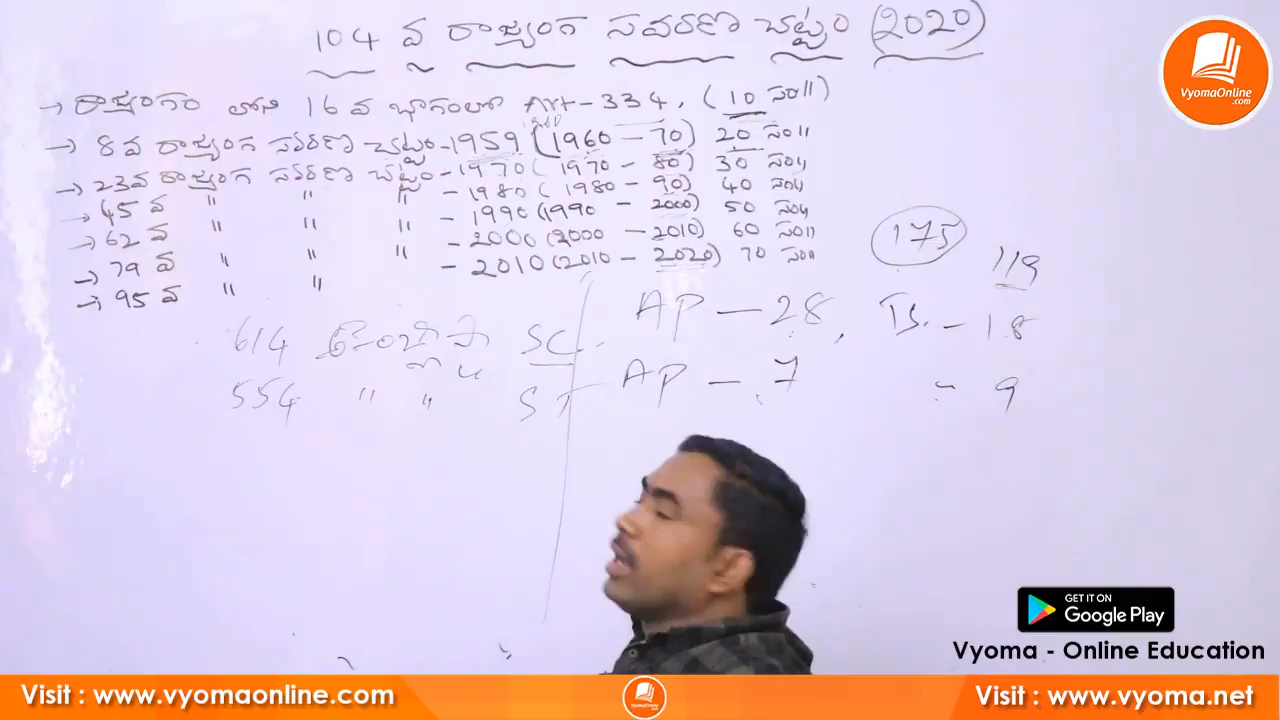 104 వ రాజ్యంగ సవరణ చట్టం (2020)
→ రాజ్యంగం లోని 16 వ భాగంలో Art - 334. (10 సం॥)
→ 8వ రాజ్యంగ సవరణ చట్టం - 1959 (1960 – 70) 20 సం॥
→ 23వ రాజ్యంగ సవరణ చట్టం - 1970 (1970 - 80) 30 సం॥
→ 45 వ " " " - 1980 (1980 - 90) 40 సం॥
→ 62 వ " " " - 1990 (1990 - 2000) 50 సం॥
→ 79 వ " " " - 2000 (2000 - 2010) 60 సం॥
→ 95 వ " " - 2010 (2010 - 2020) 70 సం॥
175
119
614 SC. AP – 28, TS. – 18
554 " " ST AP – 7 " 9
VyomaOnline
.com
GET IT ON
Google Play
Vyoma - Online Education
Visit : www.vyomaonline.com
VyomaOnline
Visit : www.vyoma.net